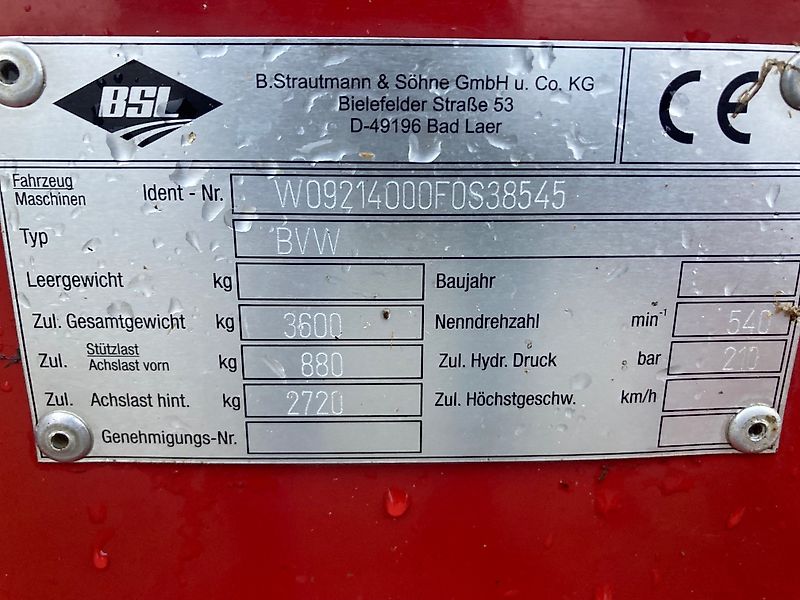 BSL
B.Strautmann & Söhne GmbH u. Co. KG
Bielefelder Straße 53
D-49196 Bad Laer
CE
Fahrzeug
Maschinen
Ident - Nr. W09214000F0S38545
Typ BVW
Leergewicht kg Baujahr
Zul. Gesamtgewicht kg 3600 Nenndrehzahl min-1 540
Zul. Stützlast
Achslast vorn kg 880 Zul. Hydr. Druck bar 210
Zul. Achslast hint. kg 2720 Zul. Höchstgeschw. km/h
Genehmigungs-Nr.